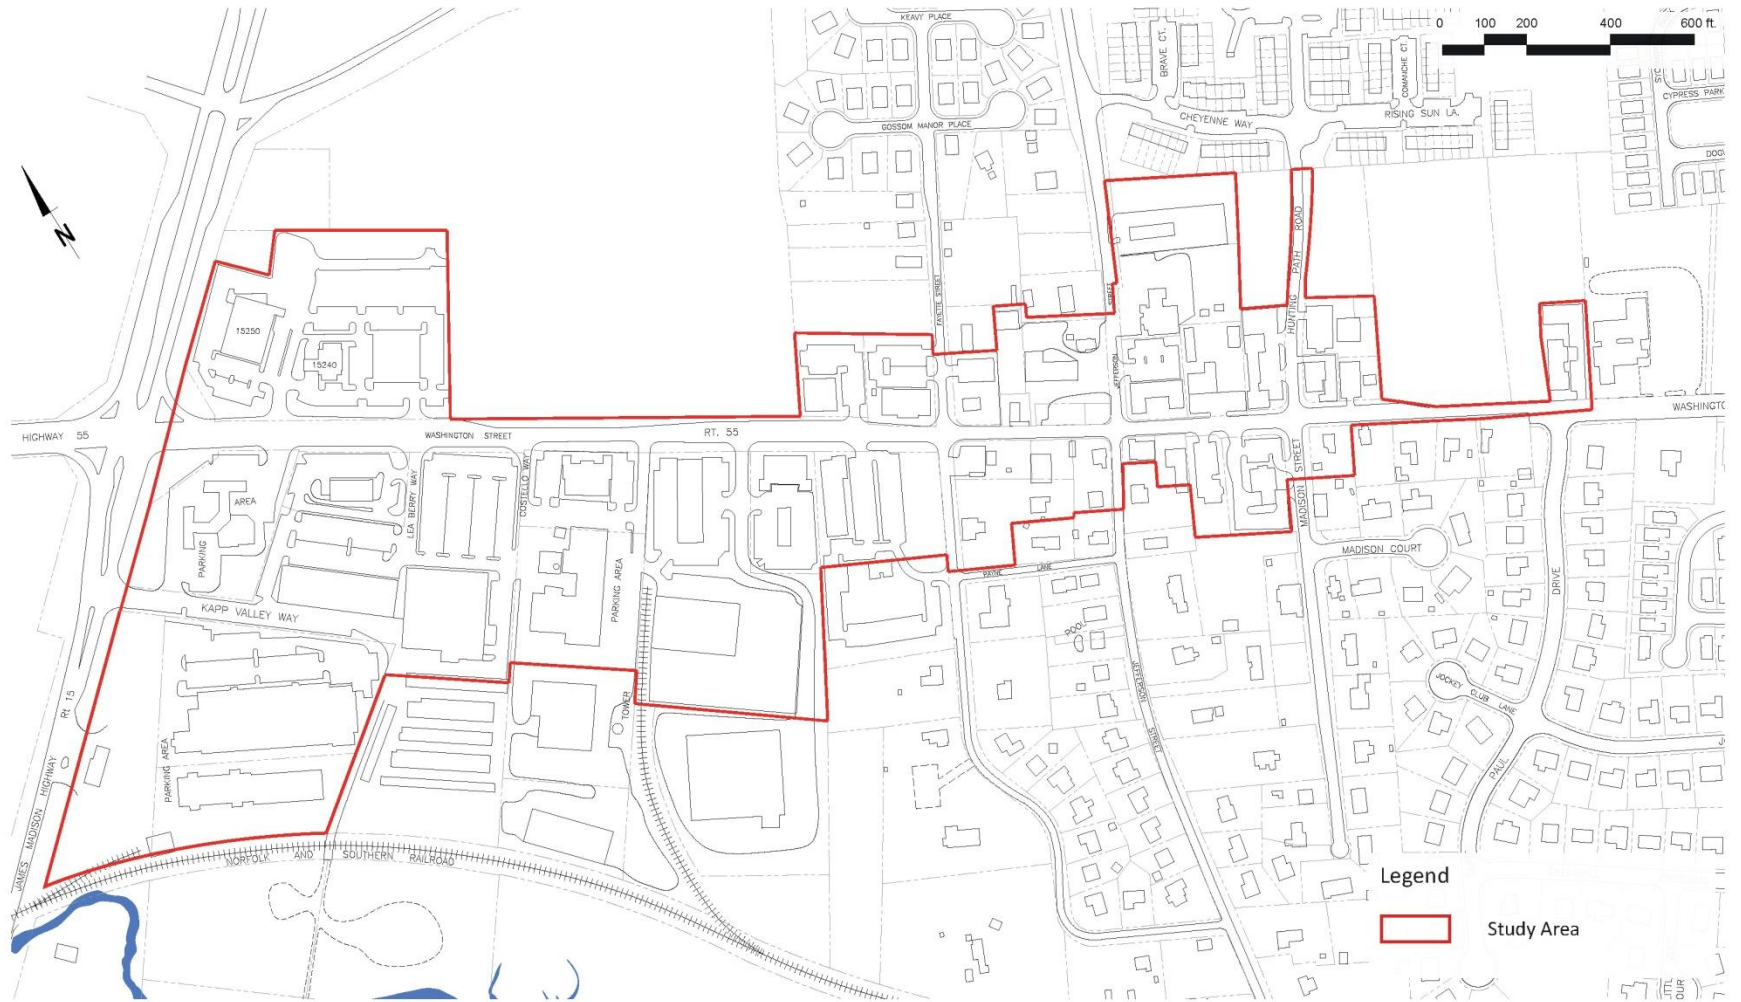 KEAVY PLACE
0 100 200 400 600 ft.
BRAVE CT.
COMANCHE CT.
CYPRESS PARK
GOSSOM MANOR PLACE
CHEYENNE WAY
RISING SUN LA.
N
HUNTING PATH ROAD
FAYETTE STREET
STREET
JEFFERSON
15250
15240
HIGHWAY 55
WASHINGTON STREET
RT. 55
WASHINGTO
LEA BERRY WAY
COSTELLO WAY
MADISON STREET
PARKING
AREA
MADISON COURT
PAYNE LANE
PARKING AREA
DRIVE
KAPP VALLEY WAY
POOL
JEFFERSON STREET
JOCKEY CLUB LANE
TOWER
PAUL
JAMES MADISON HIGHWAY
Rt 15
PARKING AREA
NORFOLK AND SOUTHERN RAILROAD
Legend
Study Area